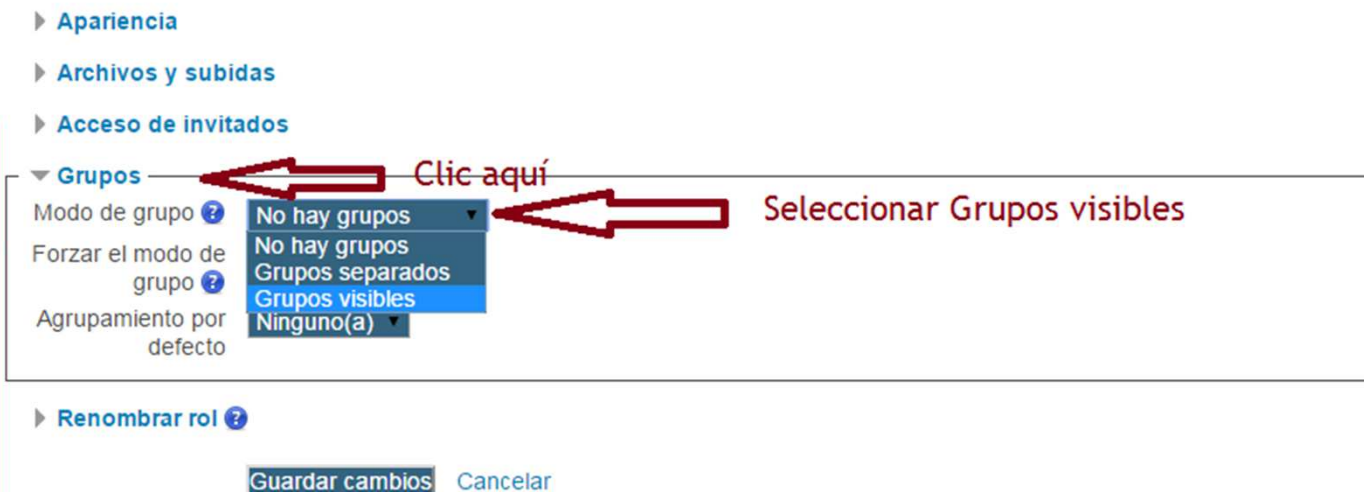 Apariencia
Archivos y subidas
Acceso de invitados
Grupos
Clic aquí
Modo de grupo
No hay grupos
Seleccionar Grupos visibles
No hay grupos
Grupos separados
Grupos visibles
Forzar el modo de
grupo
Agrupamiento por
defecto
Ninguno(a)
Renombrar rol
Guardar cambios Cancelar